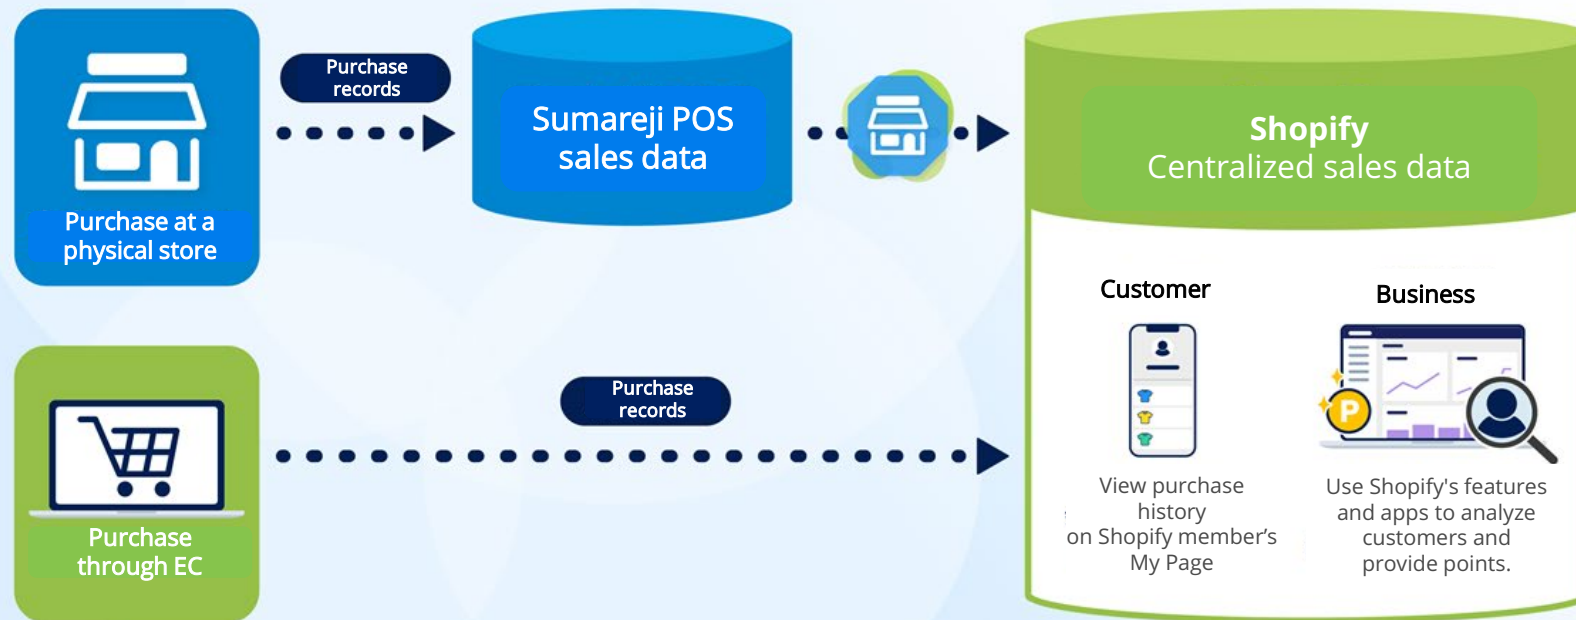 Purchase
records
Sumareji POS
sales data
Shopify
Centralized sales data
Purchase at a
physical store
Customer
Business
Purchase
records
P
View purchase
history
on Shopify member’s
My Page
Use Shopify's features
and apps to analyze
customers and
provide points.
Purchase
through EC